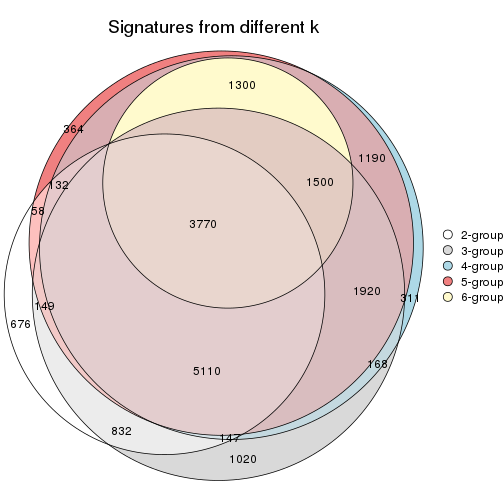 Signatures from different k
1300
364
1190
132
1500
58
3770
2-group
3-group
4-group
5-group
6-group
1920
311
149
676
168
5110
832
147
1020